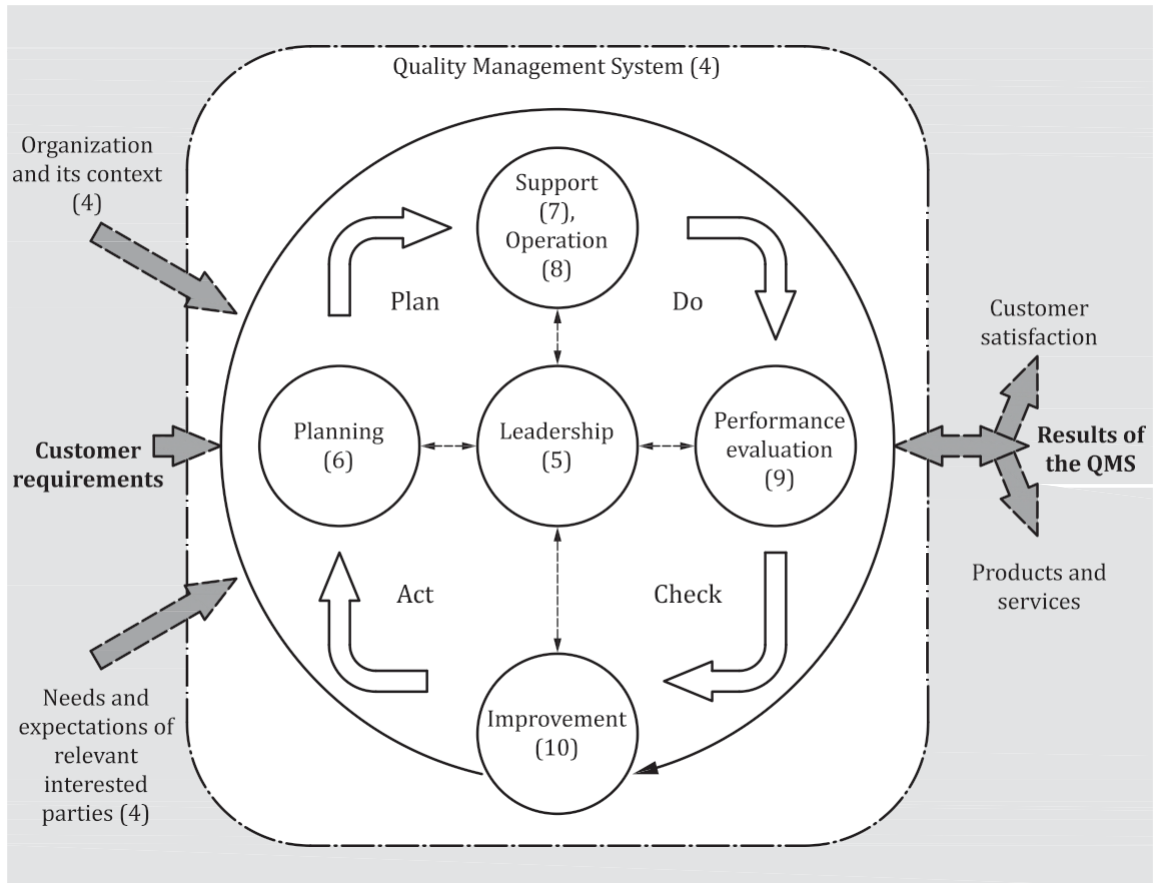 Quality Management System (4)
Organization
and its context
(4)
Support
(7),
Operation
(8)
Plan
Do
Customer
satisfaction
Customer
requirements
Planning
(6)
Leadership
(5)
Performance
evaluation
(9)
Results of
the QMS
Act
Check
Products and
services
Needs and
expectations of
relevant
interested
parties (4)
Improvement
(10)